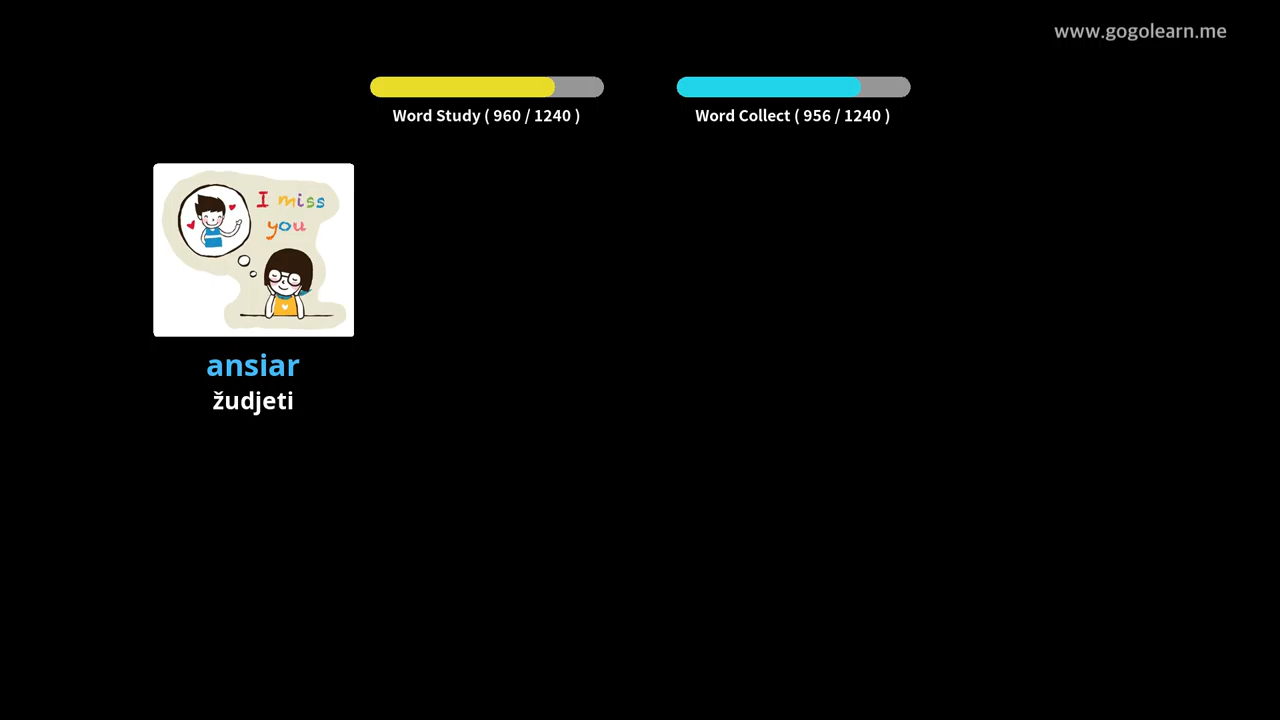 www.gogolearn.me
Word Study ( 960 / 1240 )
Word Collect ( 956 / 1240 )
I miss
you
ansiar
žudjeti